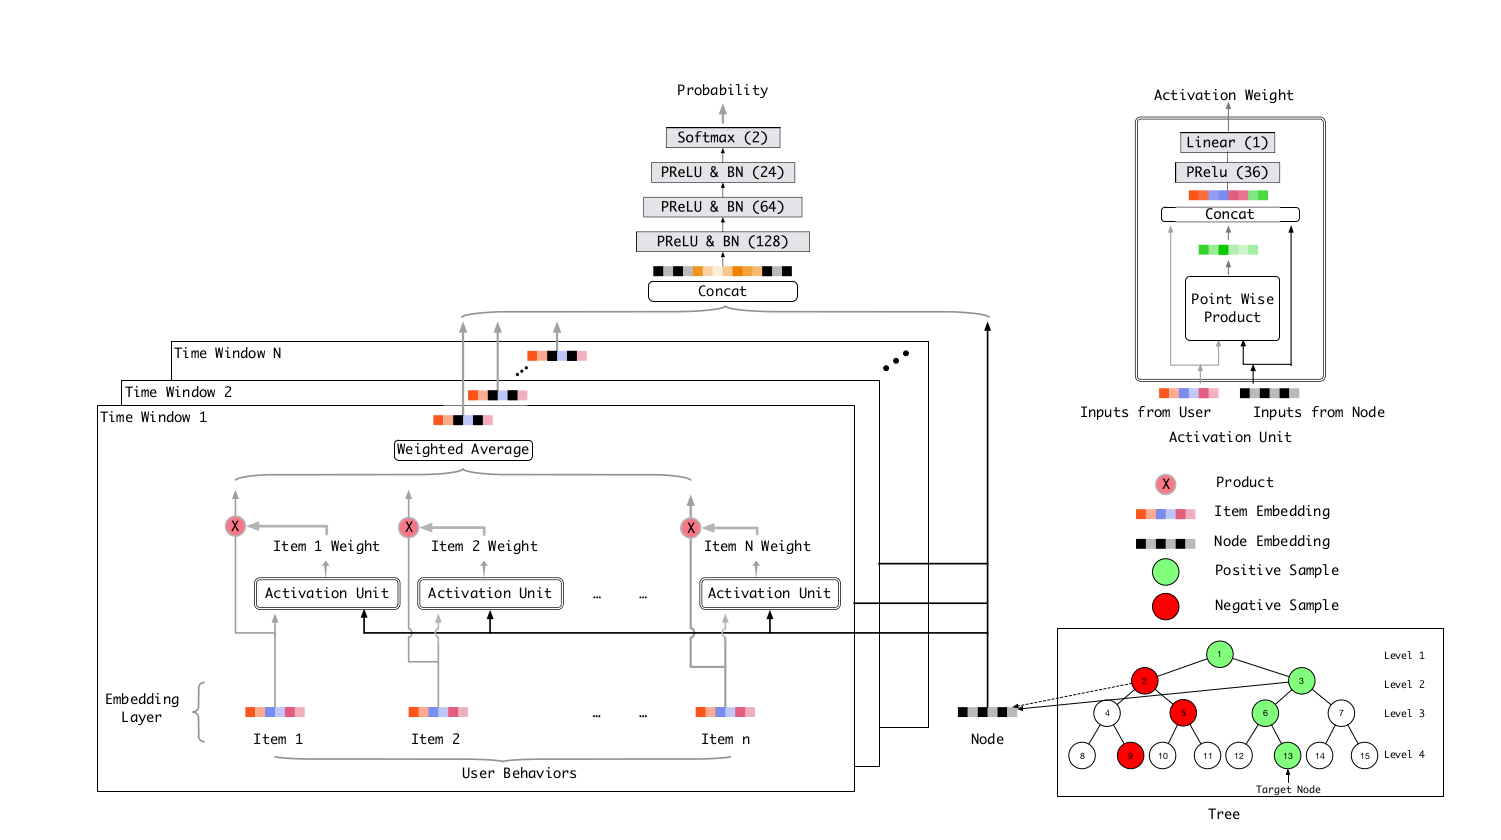 Probability
Softmax (2)
PReLU & BN (24)
PReLU & BN (64)
PReLU & BN (128)
Concat
Time Window N
Time Window 2
Time Window 1
Weighted Average
X
X
X
Item 1 Weight
Item 2 Weight
Item N Weight
Activation Unit
Activation Unit
… …
Activation Unit
Embedding
Layer
… …
Item 1
Item 2
Item n
User Behaviors
Node
Activation Weight
Linear (1)
PRelu (36)
Concat
Point Wise
Product
Inputs from User
Inputs from Node
Activation Unit
X Product
Item Embedding
Node Embedding
Positive Sample
Negative Sample
1 Level 1
2 3 Level 2
4 5 6 7 Level 3
8 9 10 11 12 13 14 15 Level 4
Target Node
Tree